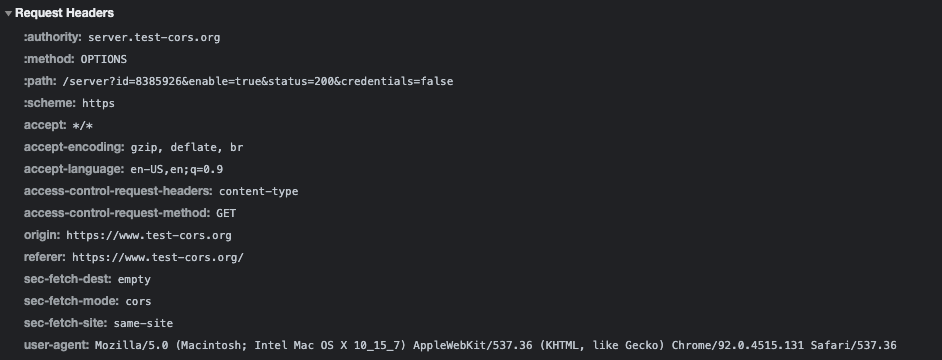 Request Headers
:authority: server.test-cors.org
:method: OPTIONS
:path: /server?id=8385926&enable=true&status=200&credentials=false
:scheme: https
accept: */*
accept-encoding: gzip, deflate, br
accept-language: en-US,en;q=0.9
access-control-request-headers: content-type
access-control-request-method: GET
origin: https://www.test-cors.org
referer: https://www.test-cors.org/
sec-fetch-dest: empty
sec-fetch-mode: cors
sec-fetch-site: same-site
user-agent: Mozilla/5.0 (Macintosh; Intel Mac OS X 10_15_7) AppleWebKit/537.36 (KHTML, like Gecko) Chrome/92.0.4515.131 Safari/537.36